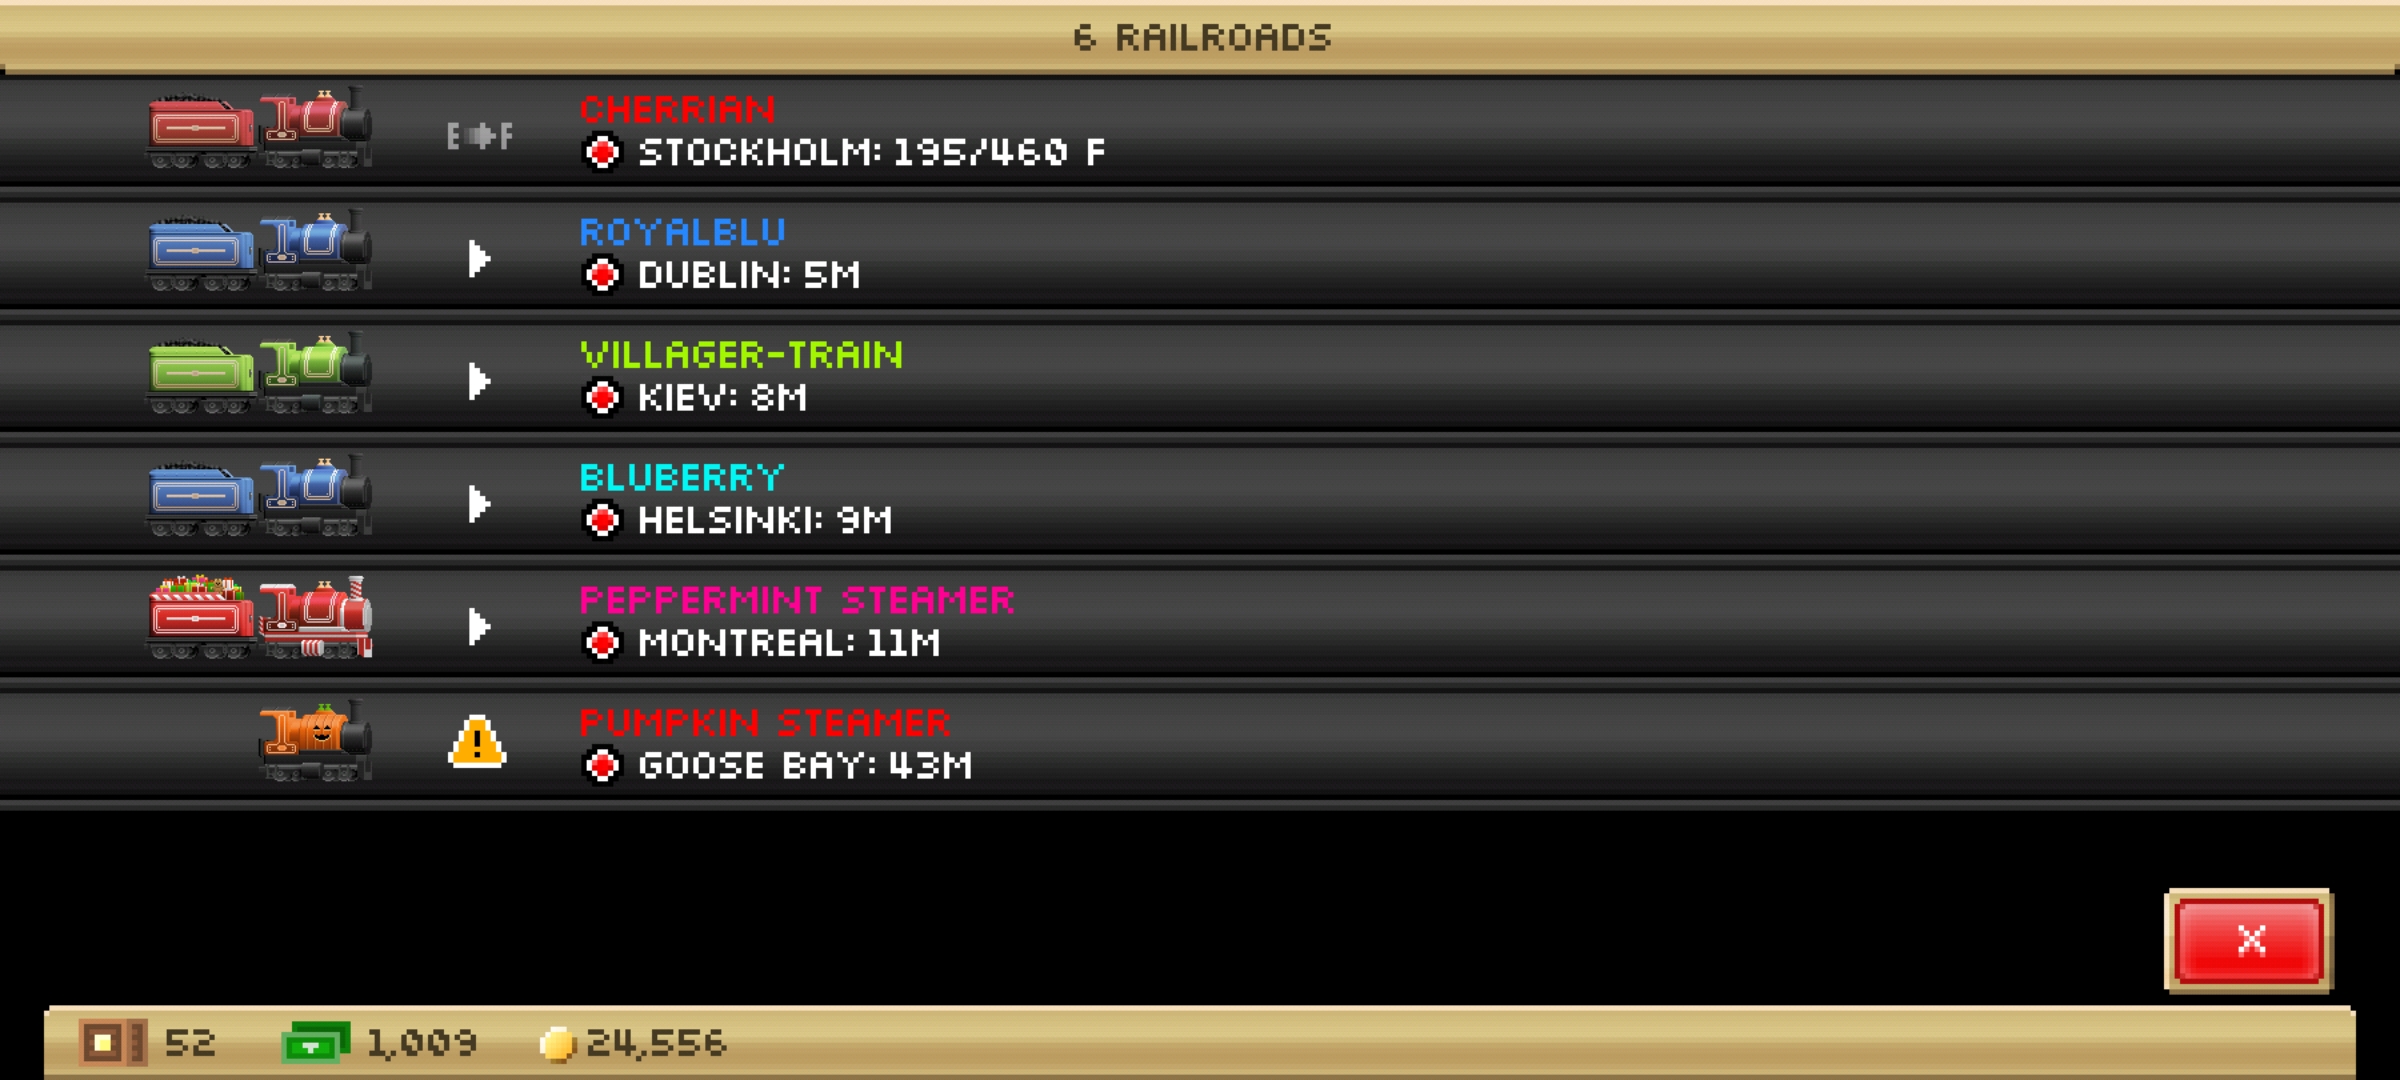 6 RAILROADS
CHERRIAN
E F
STOCKHOLM: 195/460 F
ROYALBLU
DUBLIN: 5M
VILLAGER-TRAIN
KIEV: 8M
BLUBERRY
HELSINKI: 9M
PEPPERMINT STEAMER
MONTREAL: 11M
PUMPKIN STEAMER
!
GOOSE BAY: 43M
X
52 1,009 24,556